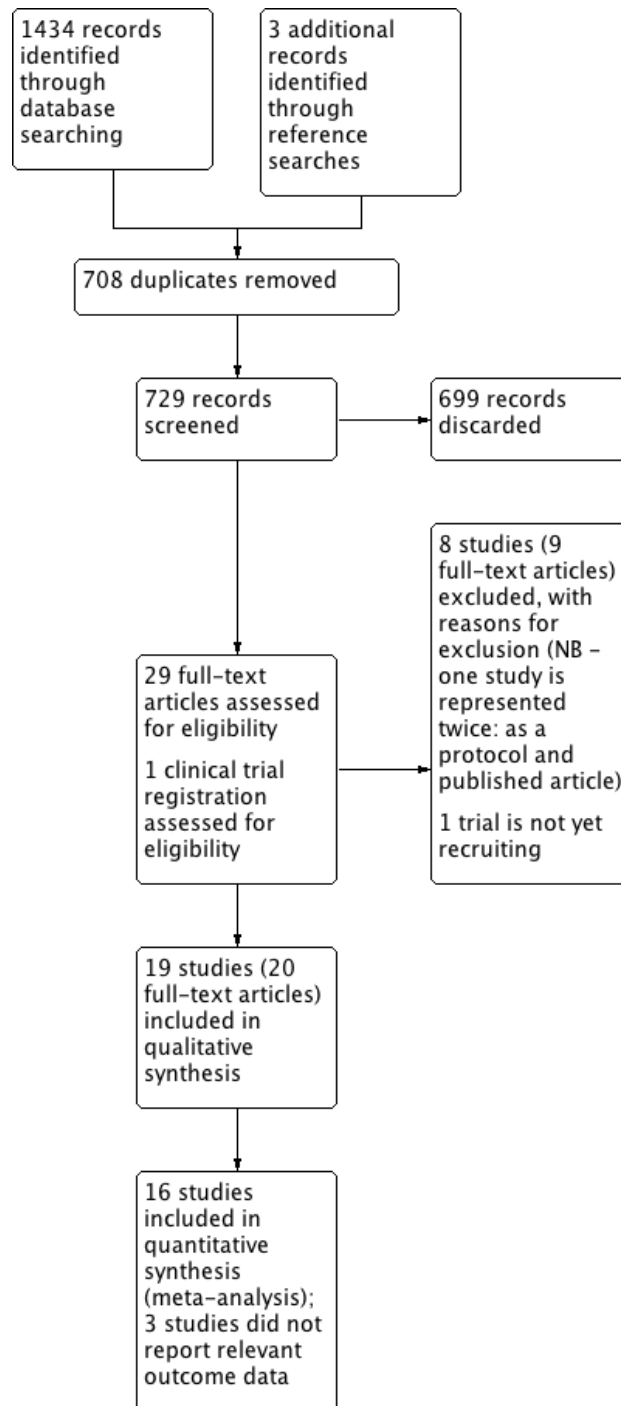 1434 records
identified
through
database
searching
3 additional
records
identified
through
reference
searches
708 duplicates removed
729 records
screened
699 records
discarded
8 studies (9
full-text articles)
excluded, with
reasons for
exclusion (NB –
one study is
represented
twice: as a
protocol and
published article)
1 trial is not yet
recruiting
29 full-text
articles assessed
for eligibility
1 clinical trial
registration
assessed for
eligibility
19 studies (20
full-text articles)
included in
qualitative
synthesis
16 studies
included in
quantitative
synthesis
(meta-analysis);
3 studies did not
report relevant
outcome data